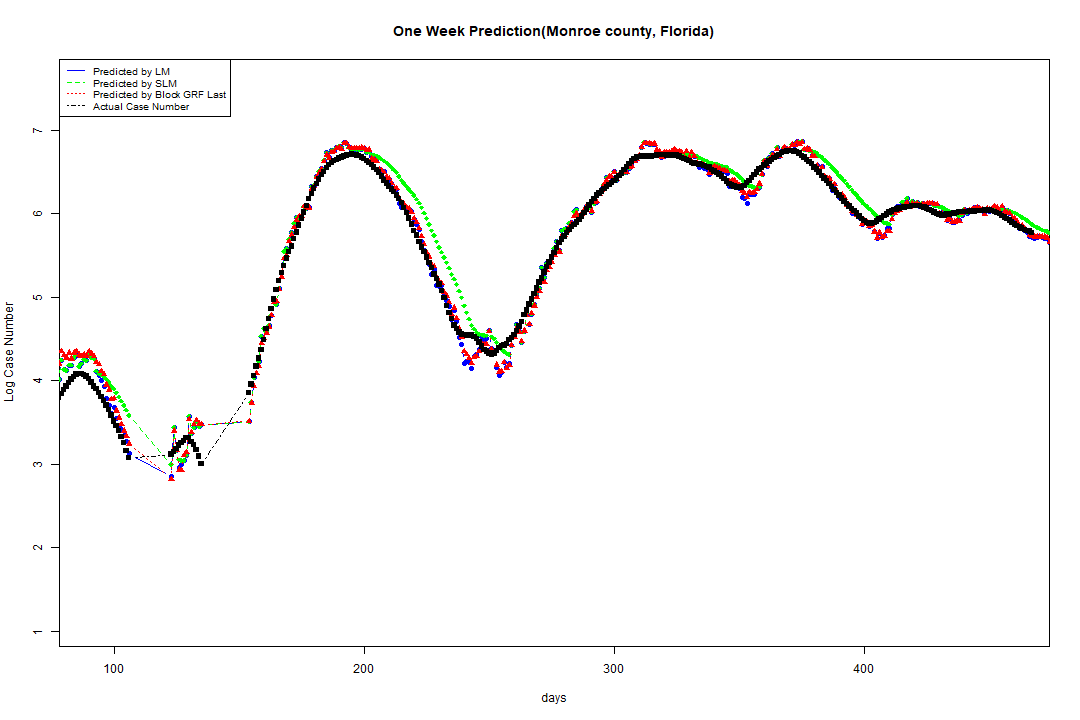 One Week Prediction(Monroe county, Florida)
Predicted by LM
Predicted by SLM
Predicted by Block GRF Last
Actual Case Number
7
6
5
4
3
2
1
Log Case Number
100 200 300 400
days